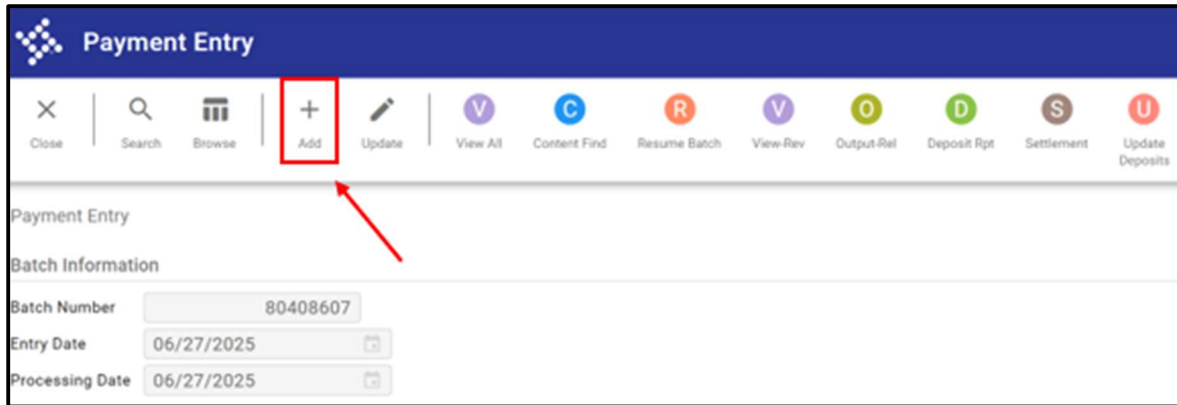 Payment Entry
Close Search Browse Add Update V View All C Content Find R Resume Batch V View-Rev O Output-Rel D Deposit Rpt S Settlement U Update Deposits
Payment Entry
Batch Information
Batch Number 80408607
Entry Date 06/27/2025
Processing Date 06/27/2025